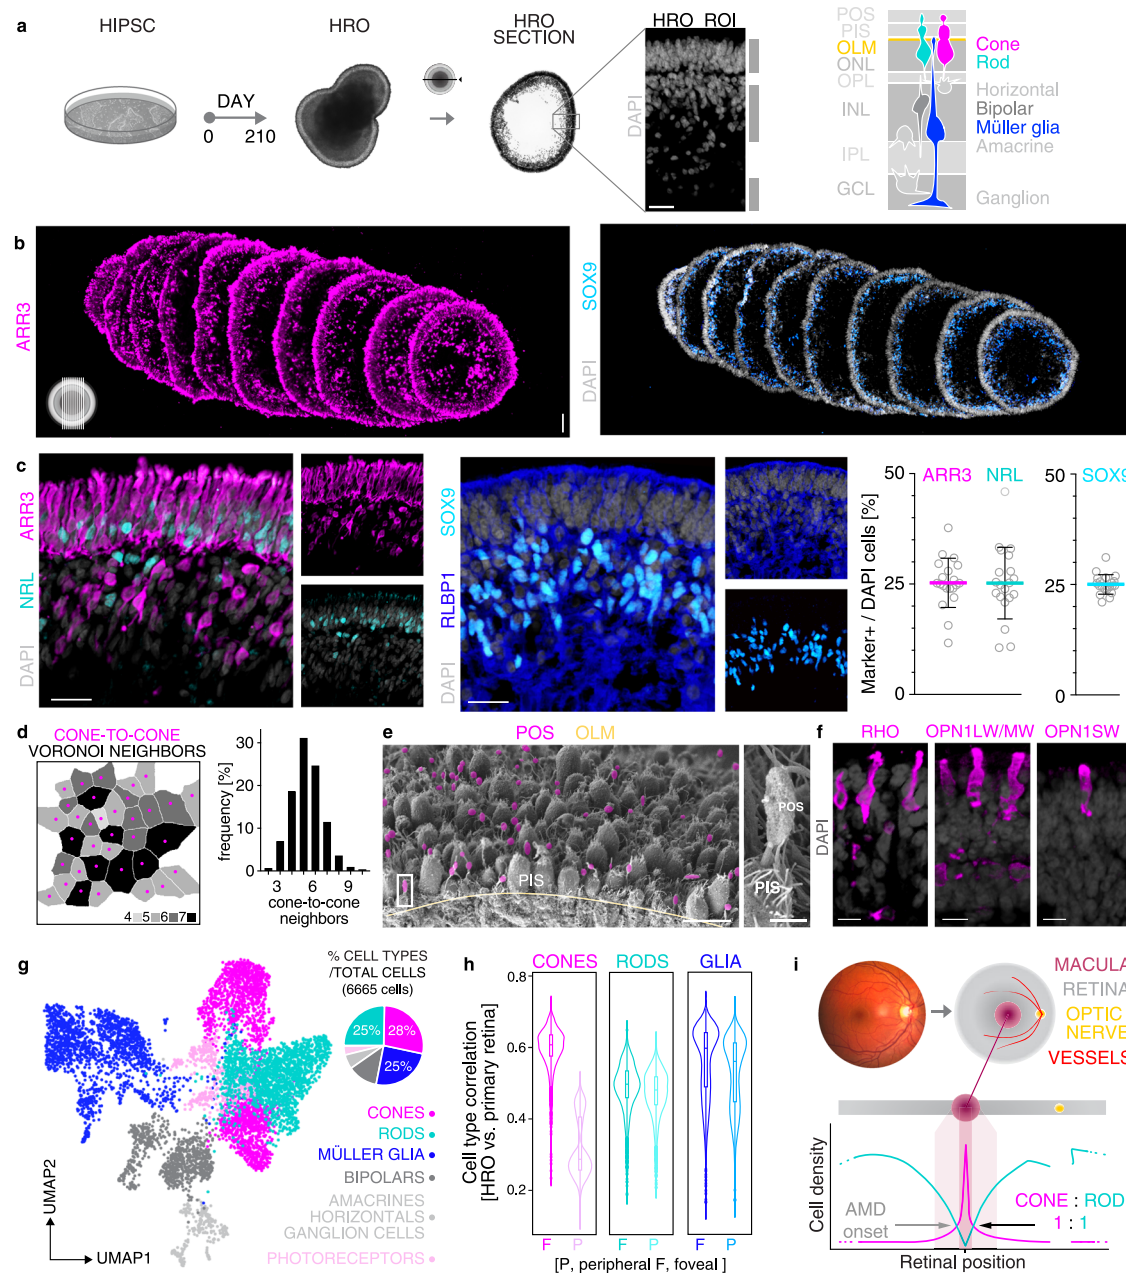 a
HIPSC
HRO
HRO
SECTION
HRO ROI
DAY
0 210
DAPI
POS
PIS
OLM
ONL
OPL
INL
IPL
GCL
Cone
Rod
Horizontal
Bipolar
Müller glia
Amacrine
Ganglion
b
ARR3
DAPI SOX9
c
DAPI NRL ARR3
DAPI RLBP1 SOX9
Marker+ / DAPI cells [%]
50
25
0
ARR3 NRL
50
25
0
SOX9
d
CONE-TO-CONE
VORONOI NEIGHBORS
4 5 6 7
frequency [%]
30
20
10
0
3 6 9
cone-to-cone
neighbors
e
POS OLM
PIS
POS
PIS
f
RHO OPN1LW/MW OPN1SW
DAPI
g
% CELL TYPES
/TOTAL CELLS
(6665 cells)
25% 28%
25%
CONES
RODS
MÜLLER GLIA
BIPOLARS
AMACRINES
HORIZONTALS
GANGLION CELLS
PHOTORECEPTORS
UMAP2
UMAP1
h
CONES RODS GLIA
Cell type correlation
[HRO vs. primary retina]
0.8
0.6
0.4
0.2
F P F P F P
[P, peripheral F, foveal ]
i
MACULA
RETINA
OPTIC
NERVE
VESSELS
Cell density
AMD
onset
CONE : ROD
1 : 1
Retinal position